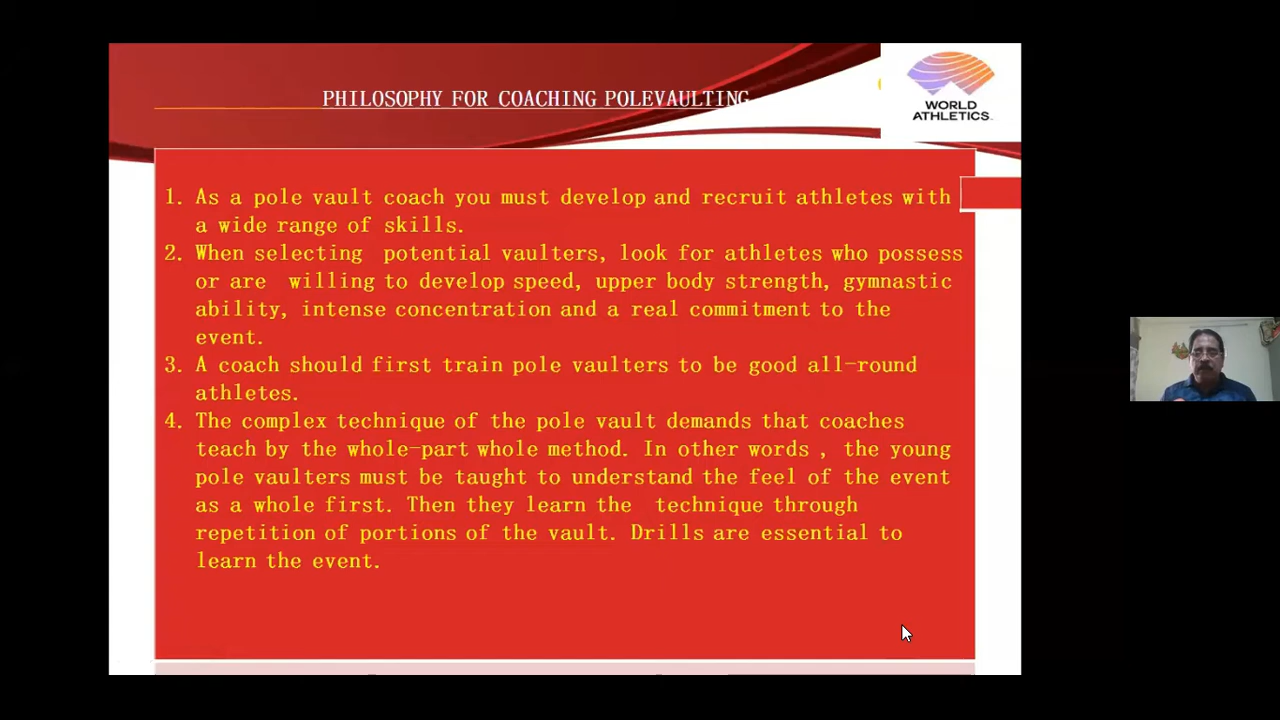 PHILOSOPHY FOR COACHING POLEVAULTING
WORLD
ATHLETICS
1. As a pole vault coach you must develop and recruit athletes with
a wide range of skills.
2. When selecting potential vaulters, look for athletes who possess
or are willing to develop speed, upper body strength, gymnastic
ability, intense concentration and a real commitment to the
event.
3. A coach should first train pole vaulters to be good all-round
athletes.
4. The complex technique of the pole vault demands that coaches
teach by the whole-part whole method. In other words , the young
pole vaulters must be taught to understand the feel of the event
as a whole first. Then they learn the technique through
repetition of portions of the vault. Drills are essential to
learn the event.